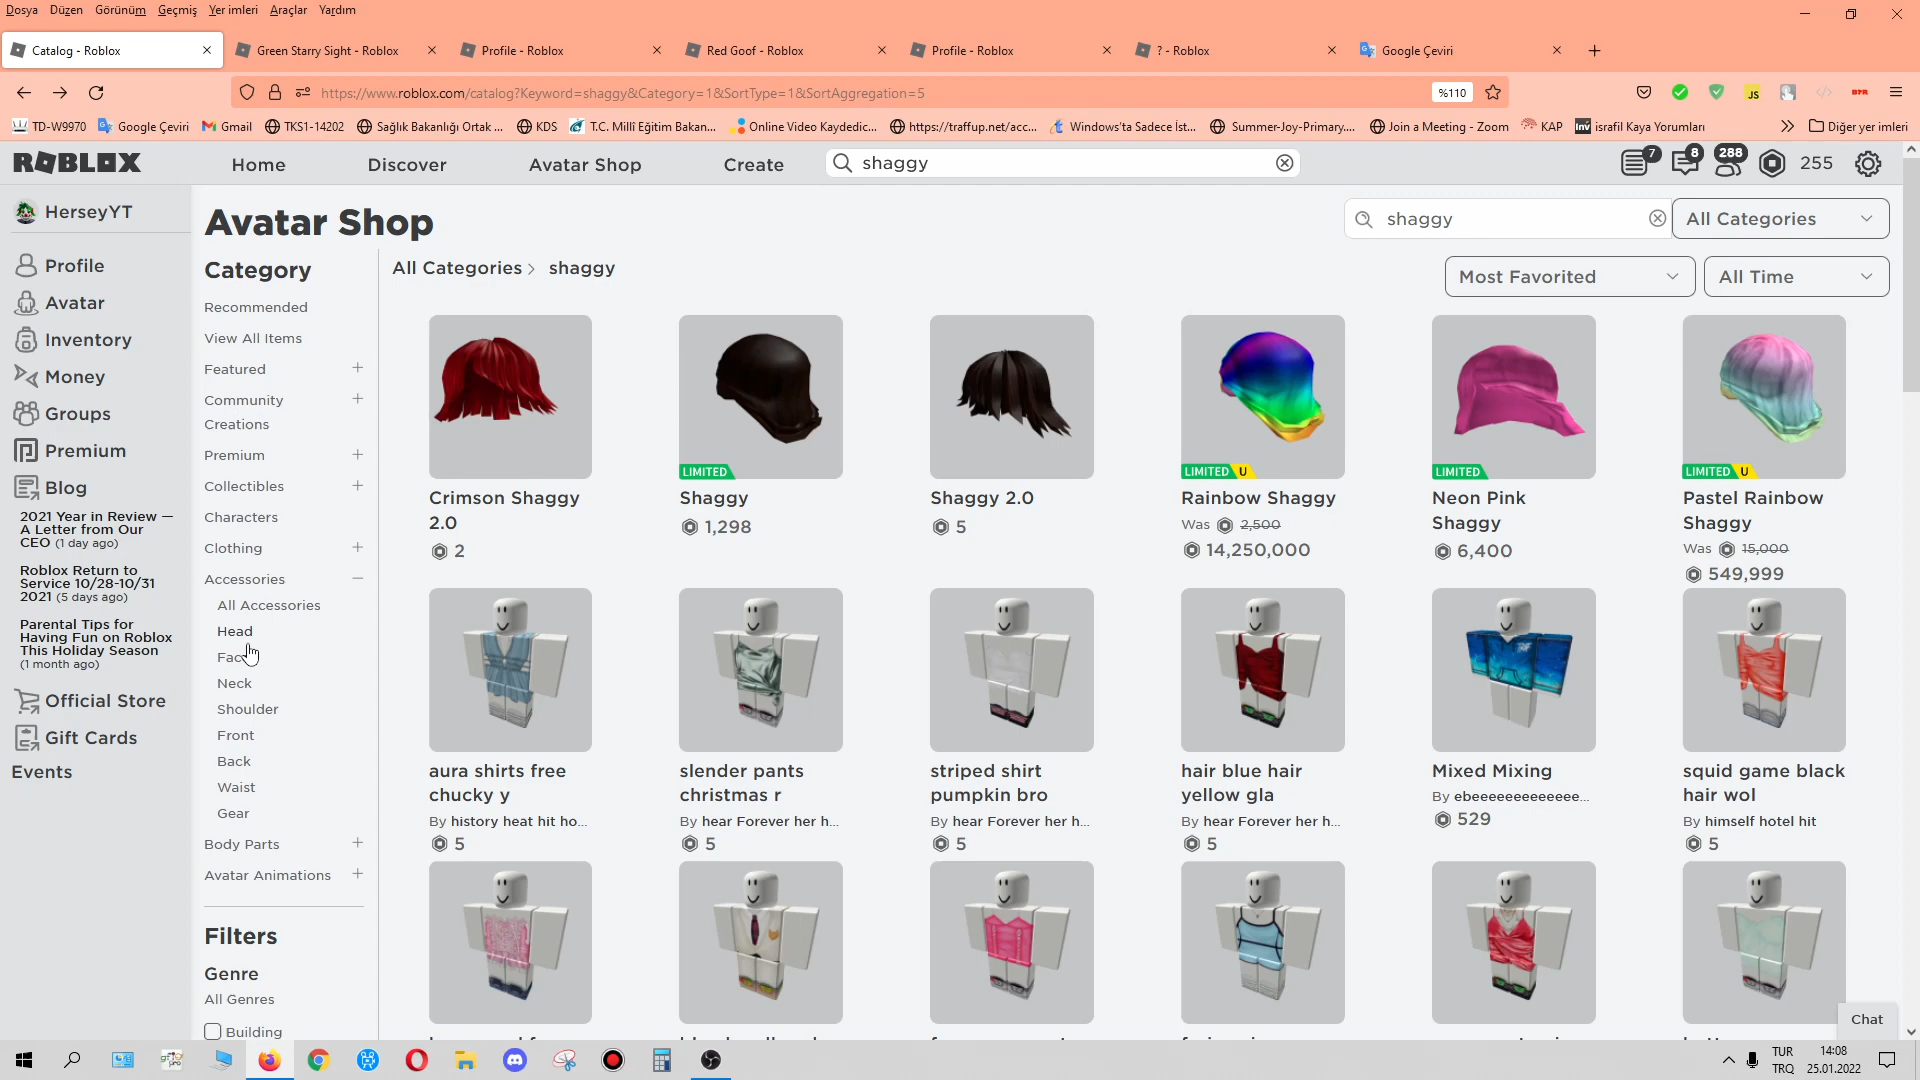 Dosya Düzen Görünüm Geçmiş Yer imleri Araçlar Yardım
Catalog - Roblox
Green Starry Sight - Roblox
Profile - Roblox
Red Goof - Roblox
Profile - Roblox
? - Roblox
Google Çeviri
https://www.roblox.com/catalog?Keyword=shaggy&Category=1&SortType=1&SortAggregation=5
%110
TD-W9970
Google Çeviri
Gmail
TKS1-14202
Sağlık Bakanlığı Ortak ...
KDS
T.C. Millî Eğitim Bakan...
Online Video Kaydedic...
https://traffup.net/acc...
Windows'ta Sadece İst...
Summer-Joy-Primary....
Join a Meeting - Zoom
KAP
Inv israfil Kaya Yorumları
Diğer yer imleri
ROBLOX
Home
Discover
Avatar Shop
Create
shaggy
7
8
288
255
HerseyYT
Profile
Avatar
Inventory
Money
Groups
Premium
Blog
2021 Year in Review —
A Letter from Our
CEO (1 day ago)
Roblox Return to
Service 10/28-10/31
2021 (5 days ago)
Parental Tips for
Having Fun on Roblox
This Holiday Season
(1 month ago)
Official Store
Gift Cards
Events
Avatar Shop
shaggy
All Categories
Category
Recommended
View All Items
Featured +
Community +
Creations
Premium +
Collectibles +
Characters
Clothing +
Accessories −
All Accessories
Head
Neck
Shoulder
Front
Back
Waist
Gear
Body Parts +
Avatar Animations +
Filters
Genre
All Genres
Building
All Categories > shaggy
Most Favorited
All Time
Crimson Shaggy
2.0
2
LIMITED
Shaggy
1,298
Shaggy 2.0
5
LIMITED U
Rainbow Shaggy
Was 2,500
14,250,000
LIMITED
Neon Pink
Shaggy
6,400
LIMITED U
Pastel Rainbow
Shaggy
Was 15,000
549,999
aura shirts free
chucky y
By history heat hit ho...
5
slender pants
christmas r
By hear Forever her h...
5
striped shirt
pumpkin bro
By hear Forever her h...
5
hair blue hair
yellow gla
By hear Forever her h...
5
Mixed Mixing
By ebeeeeeeeeeeeee...
529
squid game black
hair wol
By himself hotel hit
5
Chat
TUR
TRQ
14:08
25.01.2022